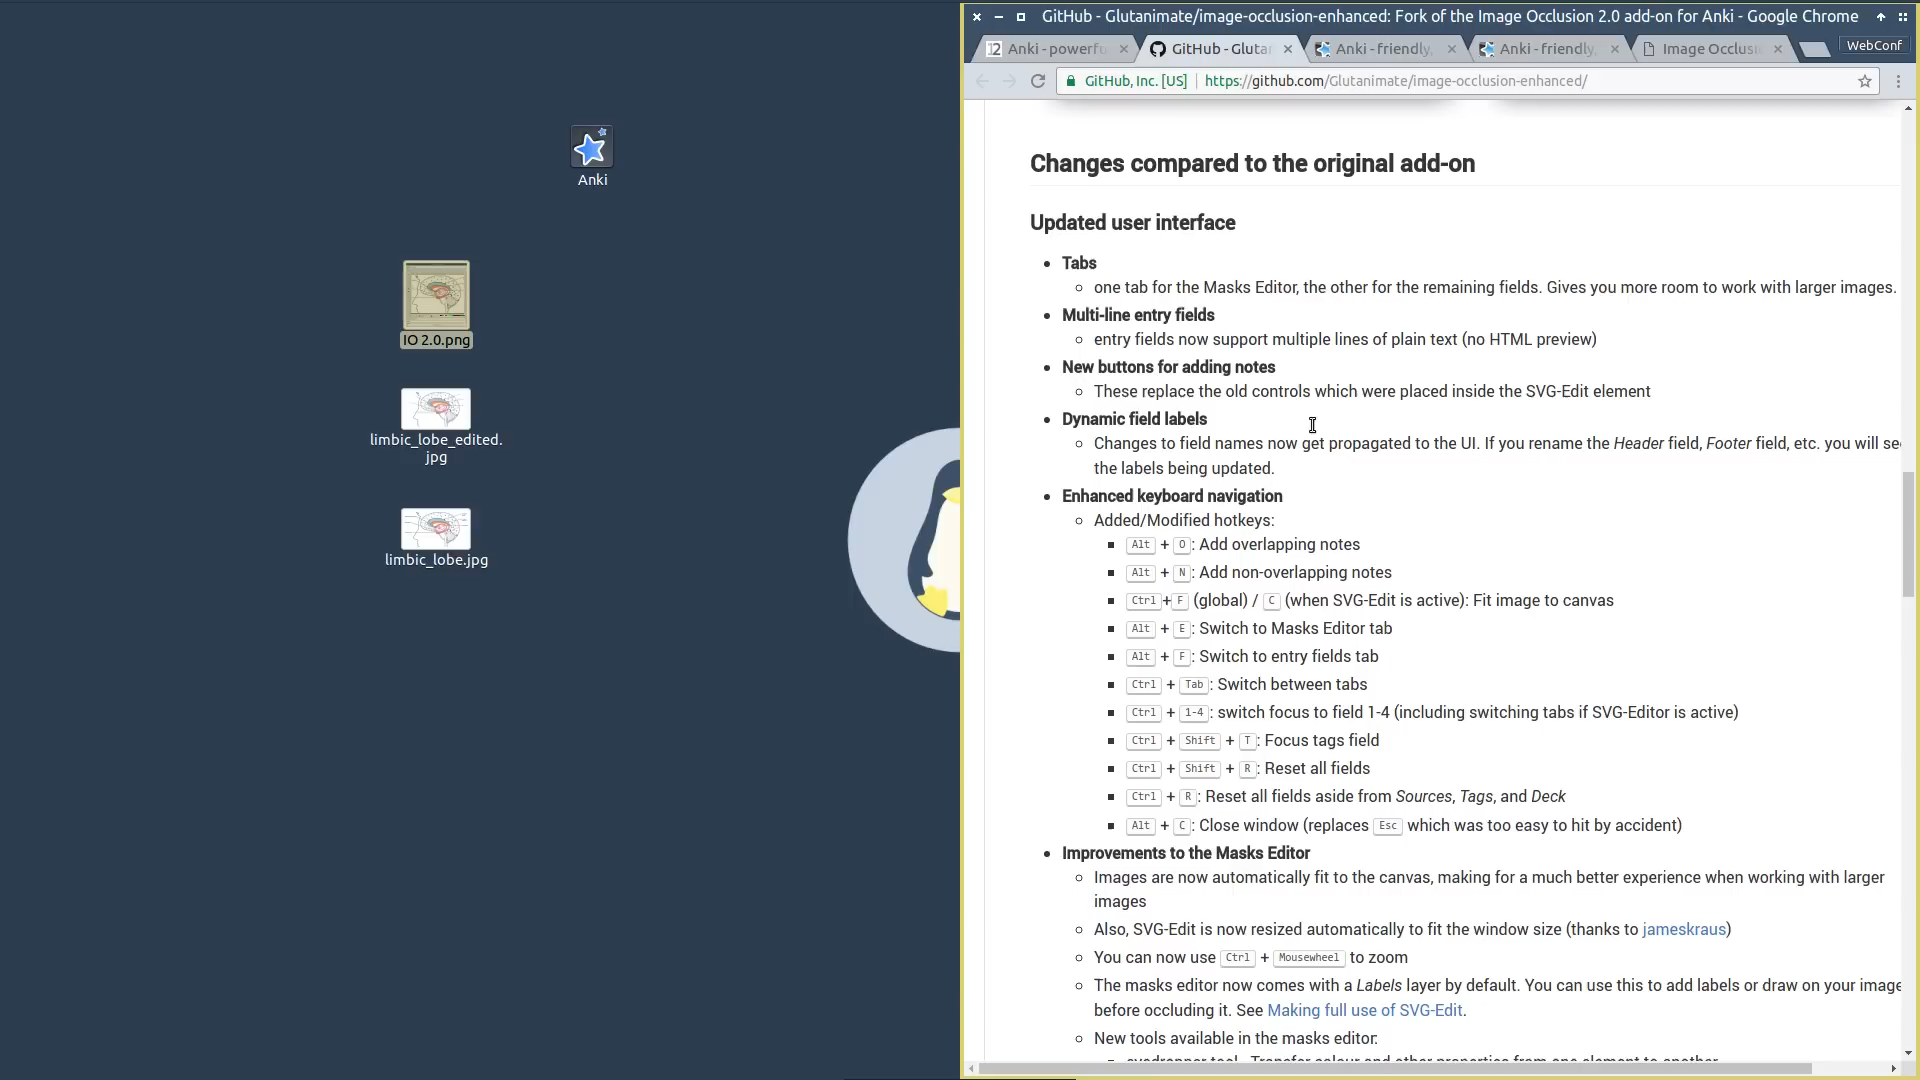 GitHub - Glutanimate/image-occlusion-enhanced: Fork of the Image Occlusion 2.0 add-on for Anki - Google Chrome
Anki - powerfu
GitHub - Gluta
Anki - friendly,
Anki - friendly,
Image Occlusi
WebConf
GitHub, Inc. [US]
https://github.com/Glutanimate/image-occlusion-enhanced/
Anki
IO 2.0.png
limbic_lobe_edited.
jpg
limbic_lobe.jpg
Changes compared to the original add-on
Updated user interface
Tabs
one tab for the Masks Editor, the other for the remaining fields. Gives you more room to work with larger images.
Multi-line entry fields
entry fields now support multiple lines of plain text (no HTML preview)
New buttons for adding notes
These replace the old controls which were placed inside the SVG-Edit element
Dynamic field labels
Changes to field names now get propagated to the UI. If you rename the Header field, Footer field, etc. you will see
the labels being updated.
Enhanced keyboard navigation
Added/Modified hotkeys:
Alt + O: Add overlapping notes
Alt + N: Add non-overlapping notes
Ctrl+F (global) / C (when SVG-Edit is active): Fit image to canvas
Alt + E: Switch to Masks Editor tab
Alt + F: Switch to entry fields tab
Ctrl + Tab: Switch between tabs
Ctrl + 1-4: switch focus to field 1-4 (including switching tabs if SVG-Editor is active)
Ctrl + Shift + T: Focus tags field
Ctrl + Shift + R: Reset all fields
Ctrl + R: Reset all fields aside from Sources, Tags, and Deck
Alt + C: Close window (replaces Esc which was too easy to hit by accident)
Improvements to the Masks Editor
Images are now automatically fit to the canvas, making for a much better experience when working with larger
images
Also, SVG-Edit is now resized automatically to fit the window size (thanks to jameskraus)
You can now use Ctrl + Mousewheel to zoom
The masks editor now comes with a Labels layer by default. You can use this to add labels or draw on your image
before occluding it. See Making full use of SVG-Edit.
New tools available in the masks editor:
eyedropper tool - Transfer colour and other properties from one element to another